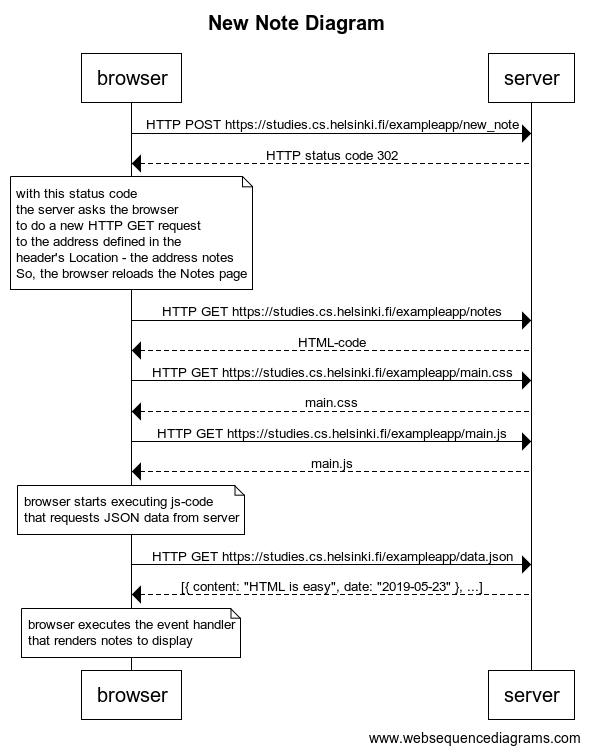 New Note Diagram
browser
server
HTTP POST https://studies.cs.helsinki.fi/exampleapp/new_note
HTTP status code 302
with this status code
the server asks the browser
to do a new HTTP GET request
to the address defined in the
header's Location - the address notes
So, the browser reloads the Notes page
HTTP GET https://studies.cs.helsinki.fi/exampleapp/notes
HTML-code
HTTP GET https://studies.cs.helsinki.fi/exampleapp/main.css
main.css
HTTP GET https://studies.cs.helsinki.fi/exampleapp/main.js
main.js
browser starts executing js-code
that requests JSON data from server
HTTP GET https://studies.cs.helsinki.fi/exampleapp/data.json
[{ content: "HTML is easy", date: "2019-05-23" }, ...]
browser executes the event handler
that renders notes to display
browser
server
www.websequencediagrams.com